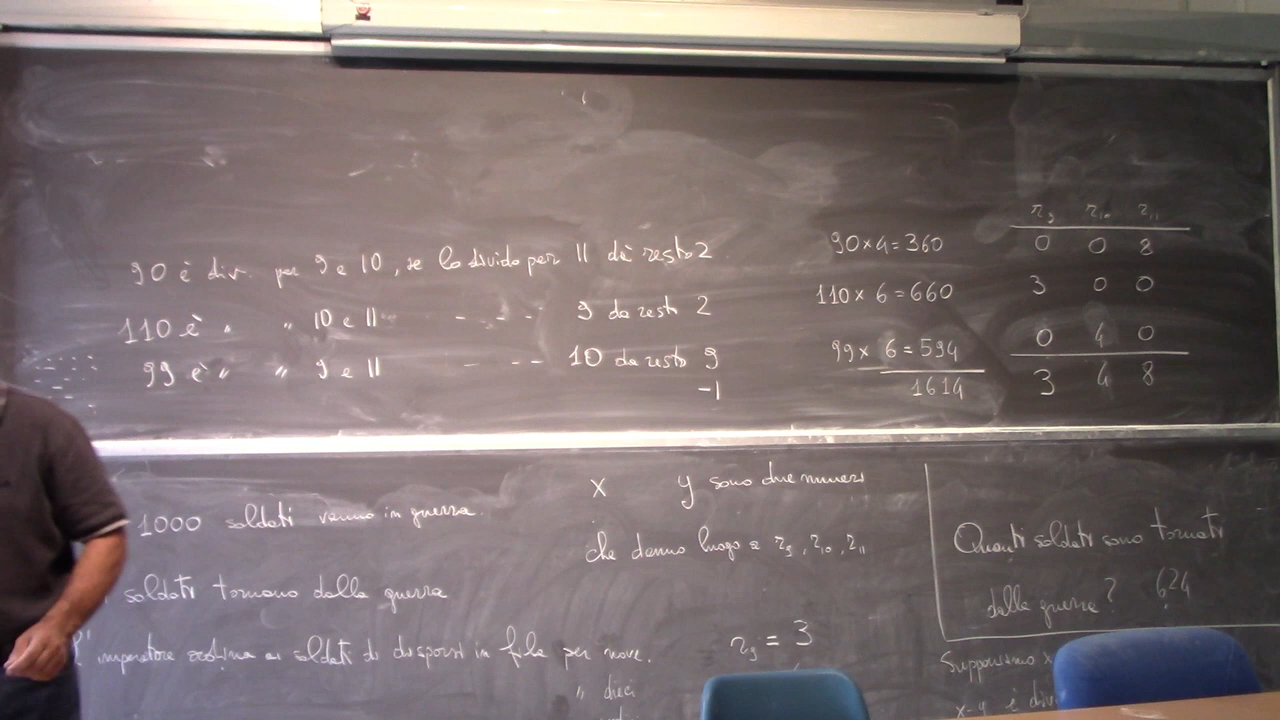 90 è div. per 9 e 10, se lo divido per 11 dà resto 2
110 è " " 10 e 11 - - - 9 da resto 2
99 è " " 9 e 11 - -- 10 da resto 9
-1
90×4=360
110×6=660
99×6=594
1614
r₉ r₁₀ r₁₁
0 0 8
3 0 0
0 4 0
3 4 8
1000 soldati vanno in guerra.
soldati tornano dalla guerra
l'imperatore ordina ai soldati di disporsi in file per nove.
" dieci
x y sono due numeri
che danno luogo a r₉, r₁₀, r₁₁
r₉ = 3
Quanti soldati sono tornati
dalla guerra? 624
Supponiamo x
x-y è div